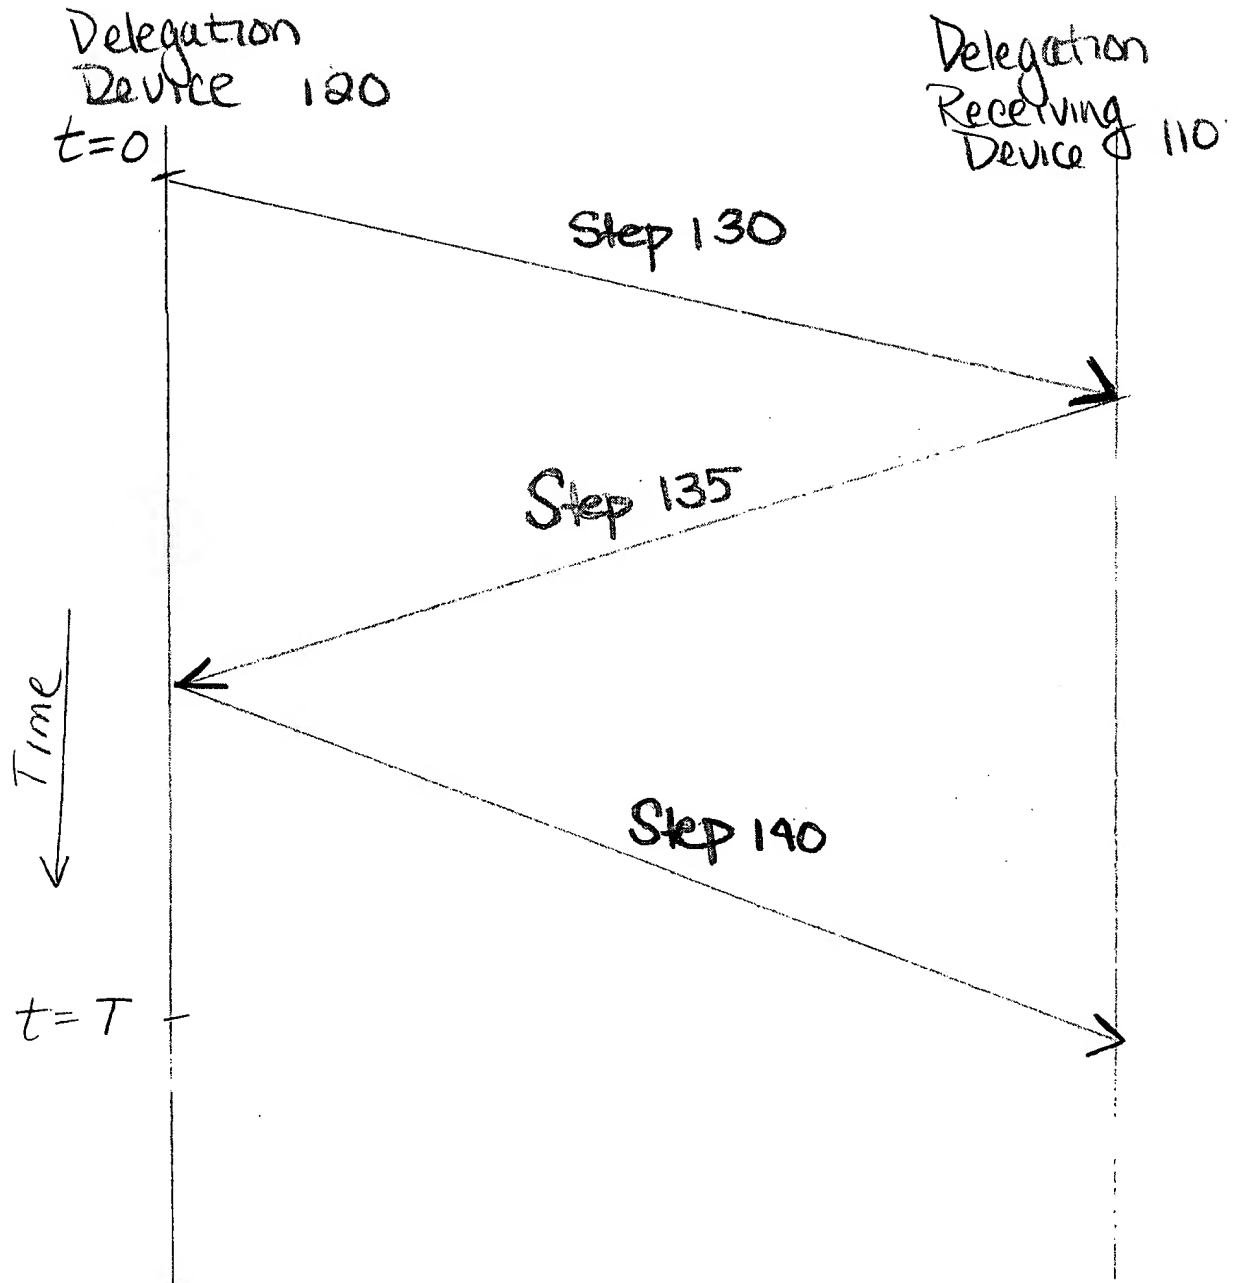 Delegation
Device 120
t=0
Delegation
Receiving
Device 110
Step 130
Step 135
Time
Step 140
t=T